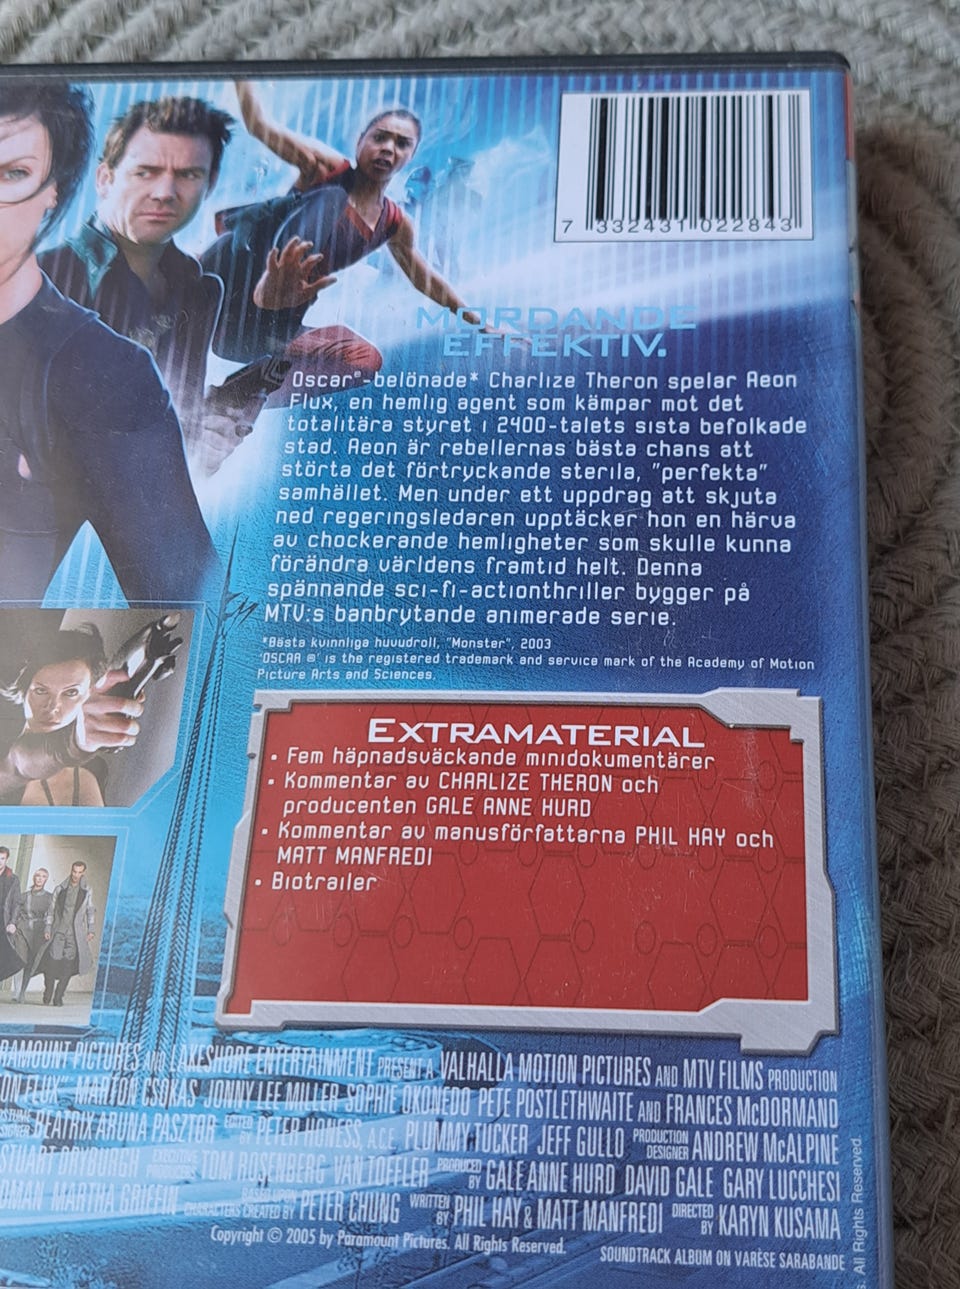 7 332431 022843
MÖRDANDE
EFFEKTIV.
Oscar®-belönade* Charlize Theron spelar Aeon
Flux, en hemlig agent som kämpar mot det
totalitära styret i 2400-talets sista befolkade
stad. Aeon är rebellernas bästa chans att
störta det förtryckande sterila, "perfekta"
samhället. Men under ett uppdrag att skjuta
ned regeringsledaren upptäcker hon en härva
av chockerande hemligheter som skulle kunna
förändra världens framtid helt. Denna
spännande sci-fi-actionthriller bygger på
MTV:s banbrytande animerade serie.
*Bästa kvinnliga huvudroll, "Monster", 2003
'OSCAR ®' is the registered trademark and service mark of the Academy of Motion
Picture Arts and Sciences.
EXTRAMATERIAL
• Fem häpnadsväckande minidokumentärer
• Kommentar av CHARLIZE THERON och
producenten GALE ANNE HURD
• Kommentar av manusförfattarna PHIL HAY och
MATT MANFREDI
• Biotrailer
RAMOUNT PICTURES AND LAKESHORE ENTERTAINMENT PRESENT A VALHALLA MOTION PICTURES AND MTV FILMS PRODUCTION
ON FLUX" MARTON CSOKAS JONNY LEE MILLER SOPHIE OKONEDO PETE POSTLETHWAITE AND FRANCES McDORMAND
BEATRIX ARUNA PASZTOR EDITED BY PETER HONESS, A.C.E. PLUMMY TUCKER JEFF GULLO PRODUCTION DESIGNER ANDREW McALPINE
STUART DRYBURGH EXECUTIVE PRODUCERS TOM ROSENBERG VAN TOFFLER PRODUCED BY GALE ANNE HURD DAVID GALE GARY LUCCHESI
OMAN MARTHA GRIFFIN BASED UPON CHARACTERS CREATED BY PETER CHUNG WRITTEN BY PHIL HAY & MATT MANFREDI DIRECTED BY KARYN KUSAMA
Copyright © 2005 by Paramount Pictures. All Rights Reserved.
SOUNDTRACK ALBUM ON VARÈSE SARABANDE
s. All Rights Reserved.